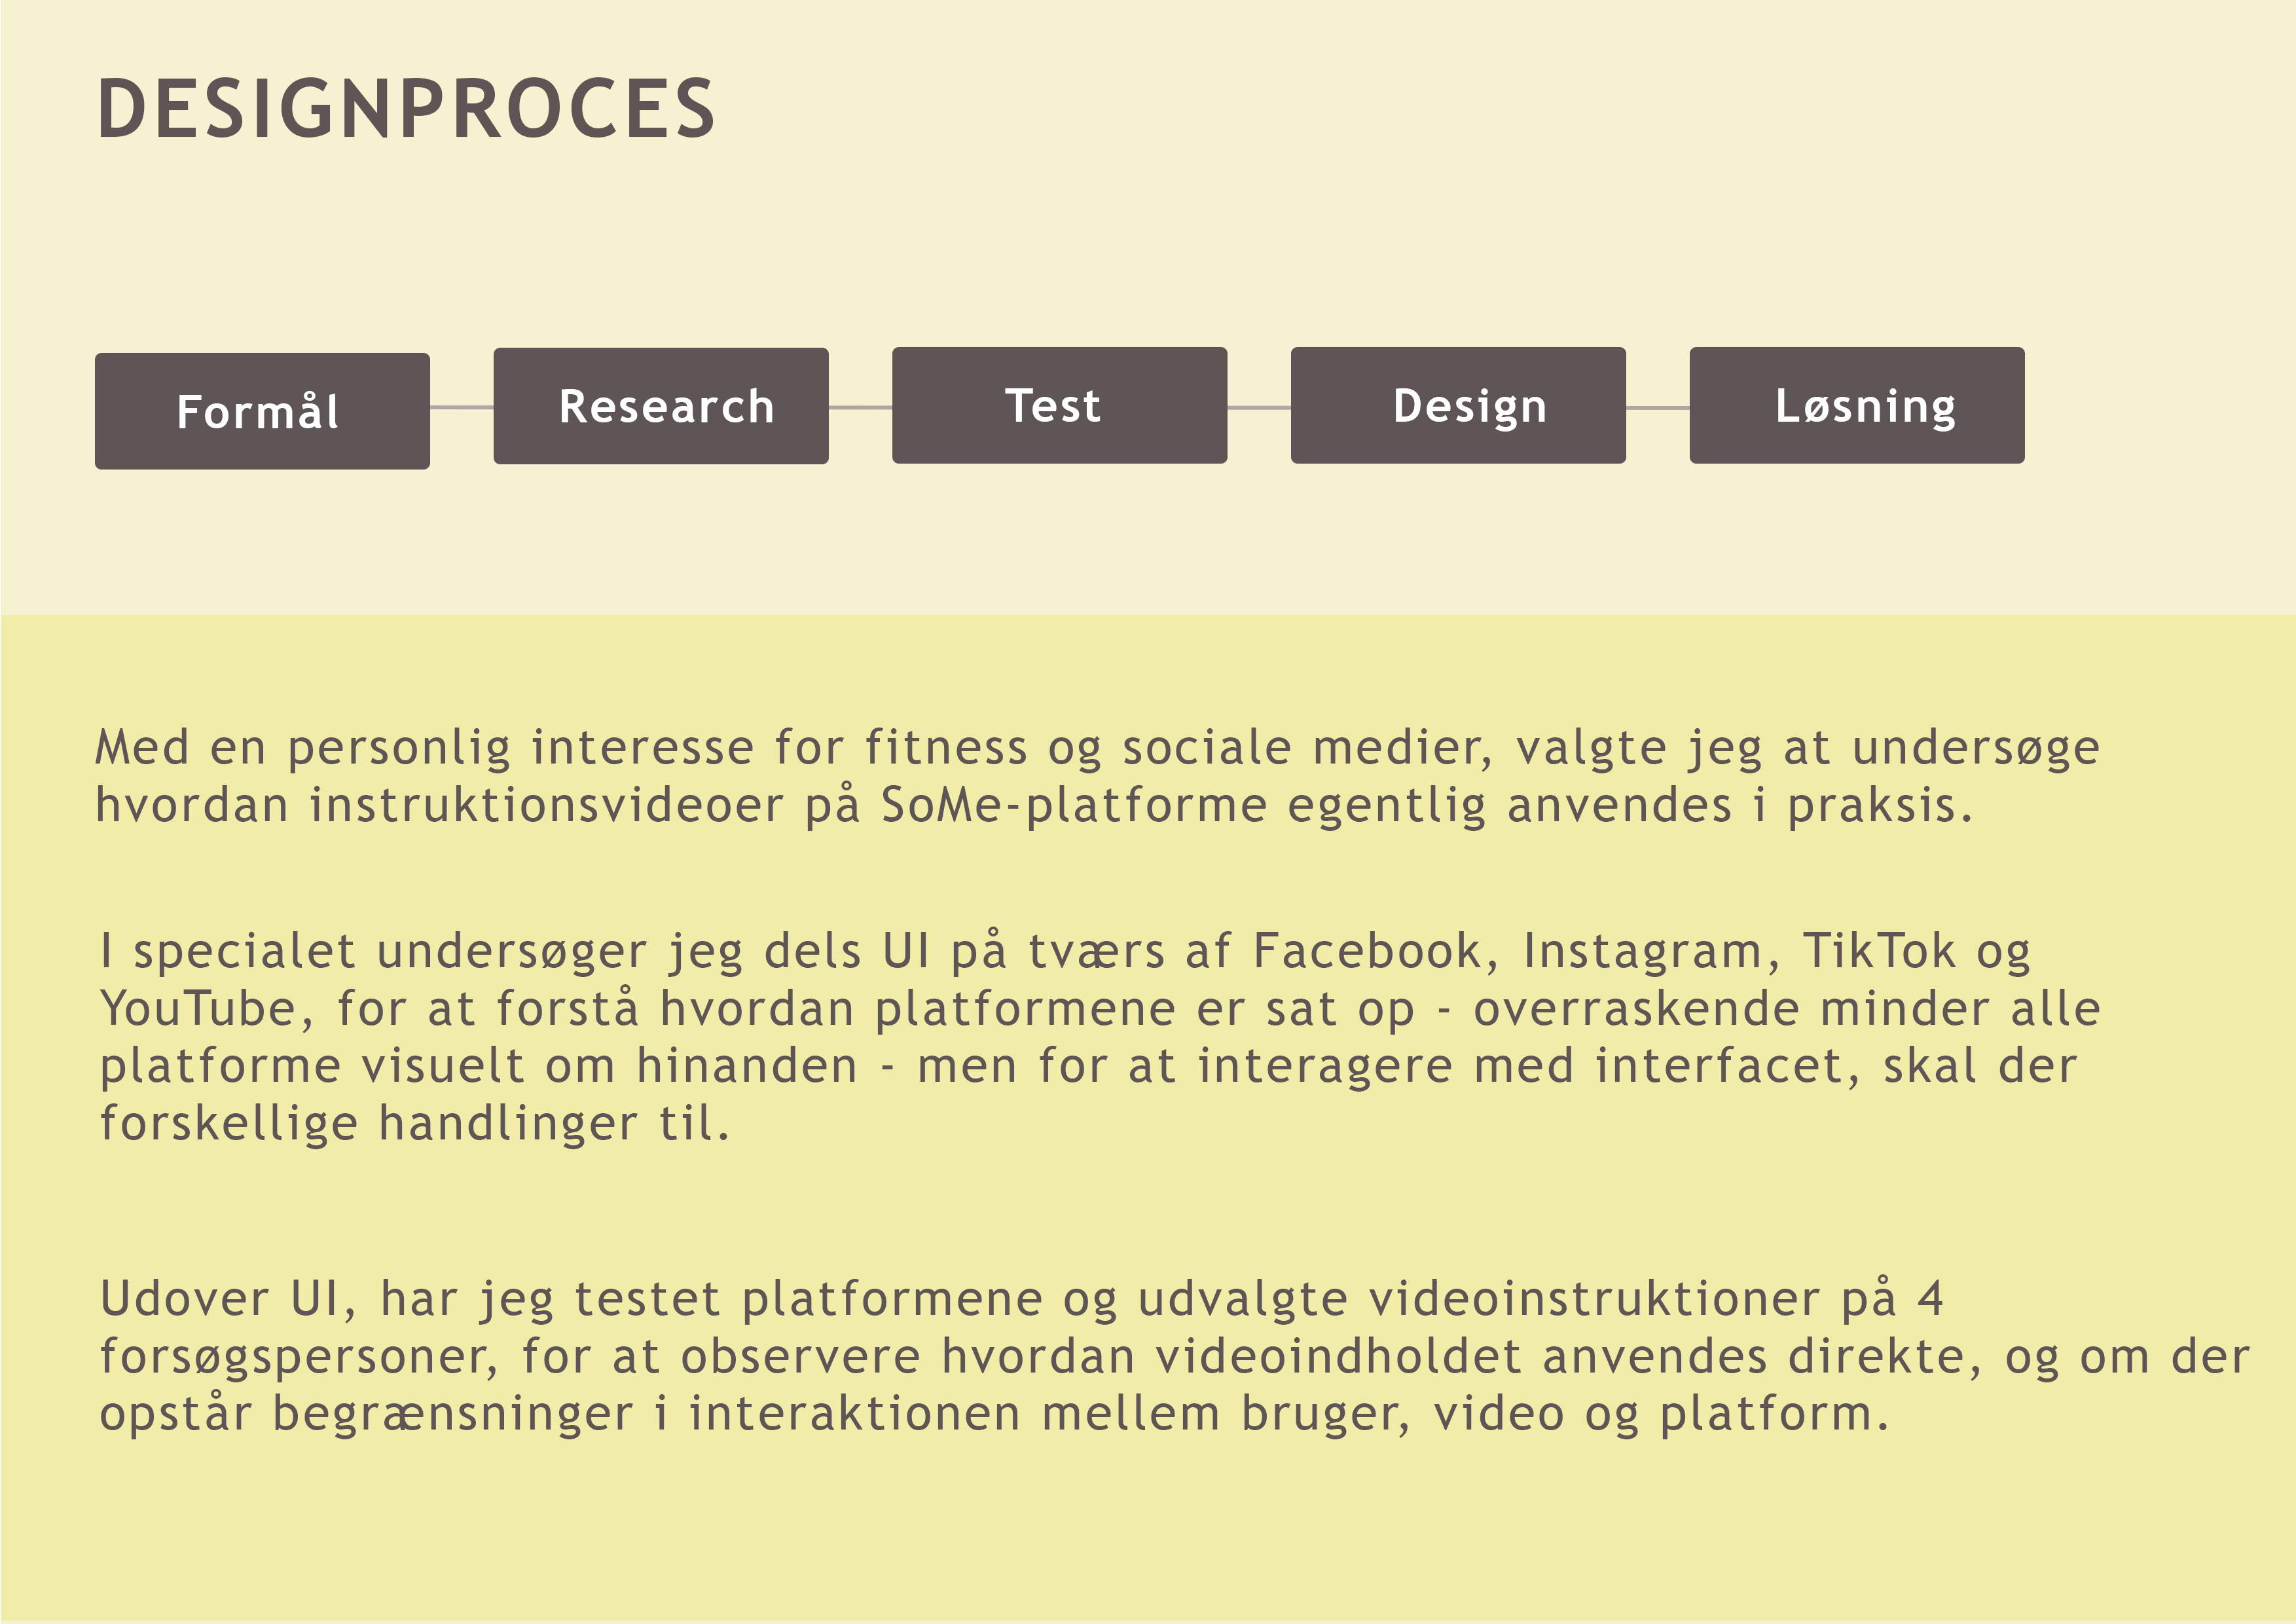 DESIGNPROCES
Formål
Research
Test
Design
Løsning
Med en personlig interesse for fitness og sociale medier, valgte jeg at undersøge
hvordan instruktionsvideoer på SoMe-platforme egentlig anvendes i praksis.
I specialet undersøger jeg dels UI på tværs af Facebook, Instagram, TikTok og
YouTube, for at forstå hvordan platformene er sat op - overraskende minder alle
platforme visuelt om hinanden - men for at interagere med interfacet, skal der
forskellige handlinger til.
Udover UI, har jeg testet platformene og udvalgte videoinstruktioner på 4
forsøgspersoner, for at observere hvordan videoindholdet anvendes direkte, og om der
opstår begrænsninger i interaktionen mellem bruger, video og platform.